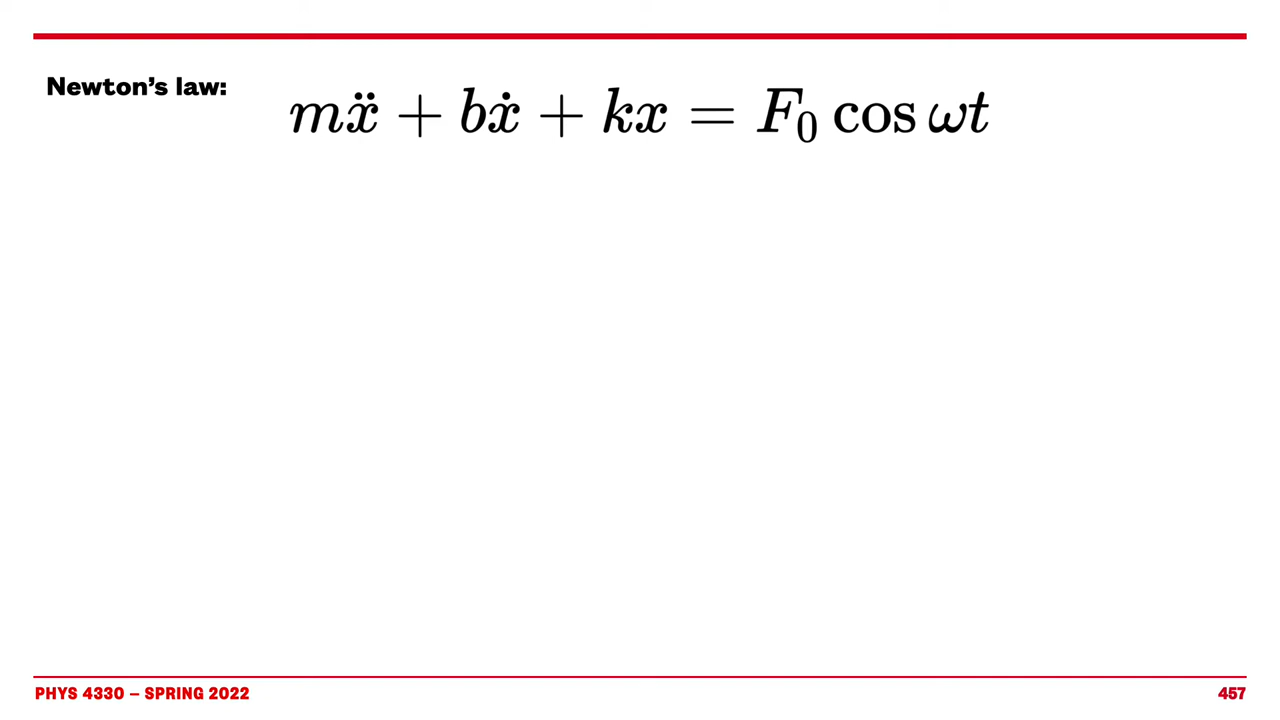 Newton's law:
mẍ + bẋ + kx = F₀ cos ωt
PHYS 4330 – SPRING 2022
457